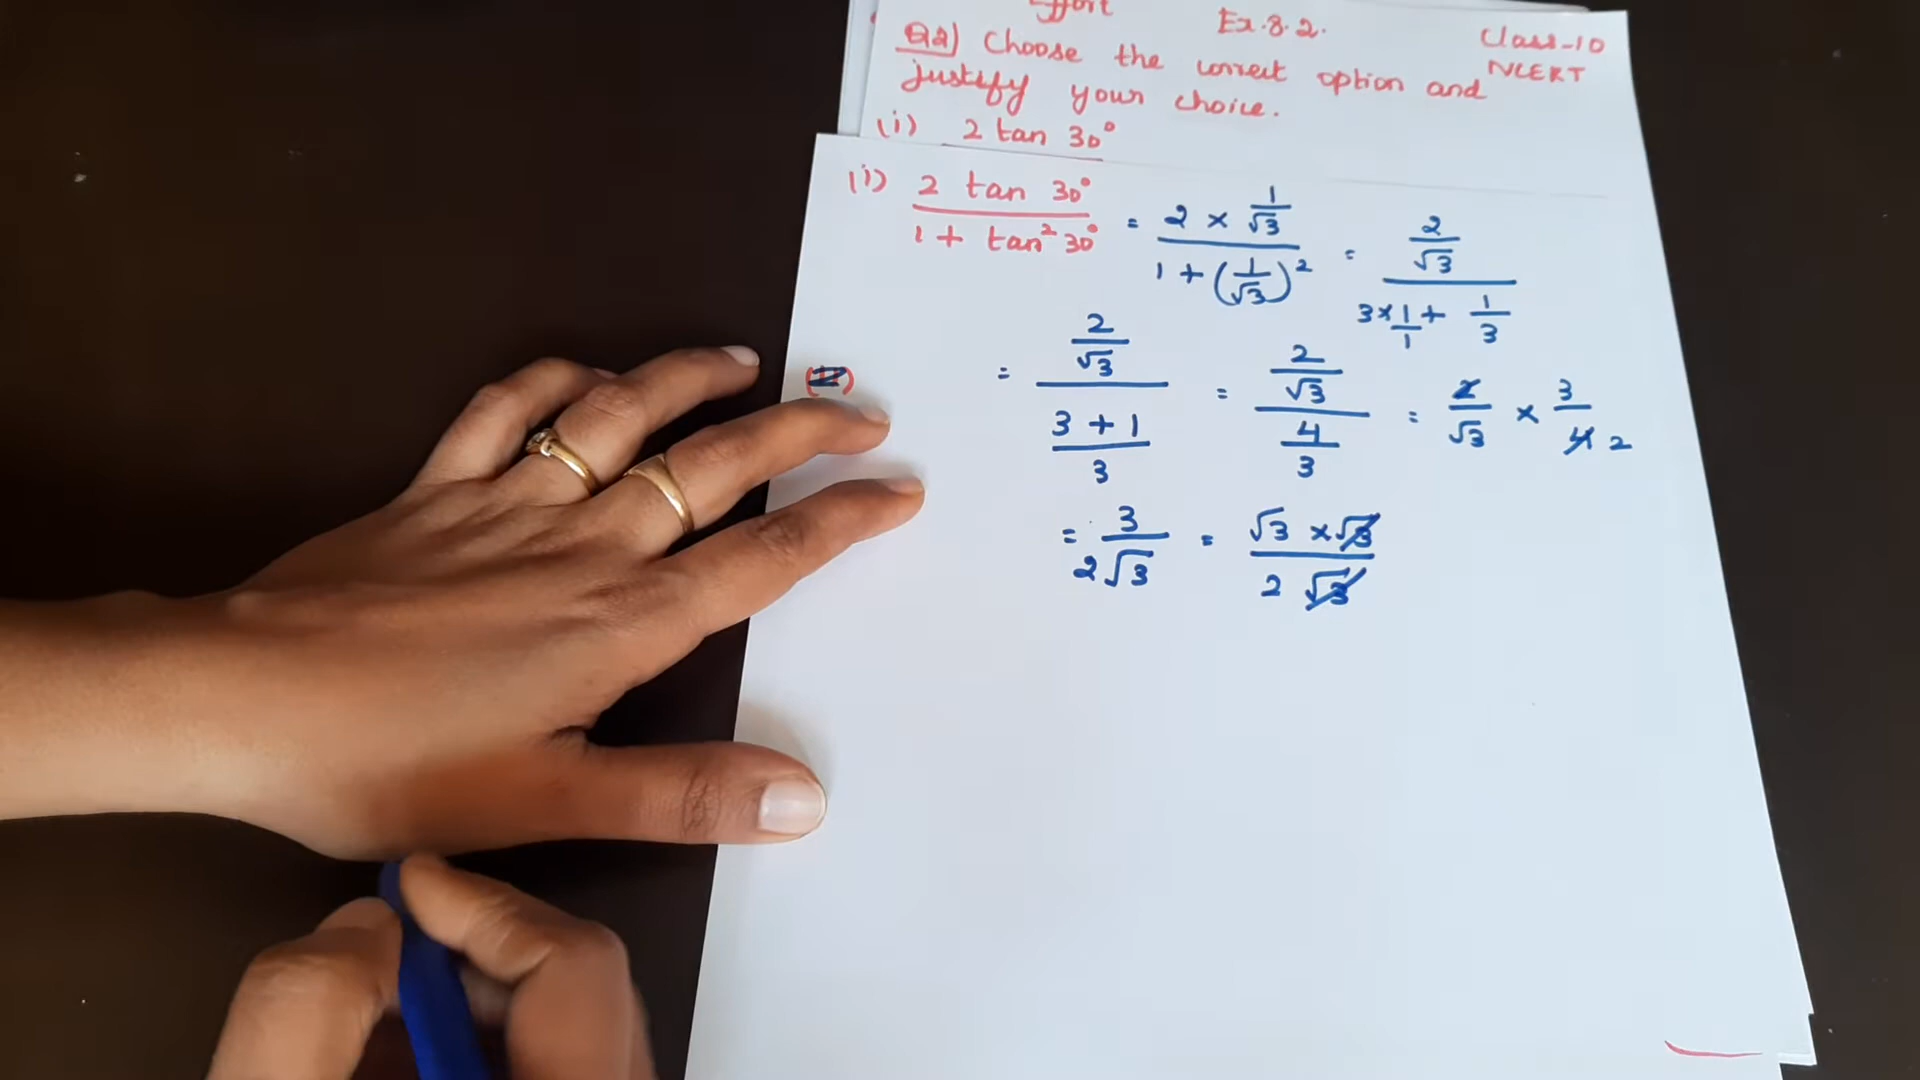 Effort Ex.8.2. Class-10
NCERT
Q2) Choose the correct option and
justify your choice.
(i) 2 tan 30°
(i) 2 tan 30° / 1 + tan² 30° = 2 × 1/√3 / 1 + (1/√3)² = 2/√3 / 3×1/1 + 1/3
= 2/√3 / 3 + 1/3 = 2/√3 / 4/3 = 2/√3 × 3/4 2
= 3/2√3 = √3 × √3 / 2 √3